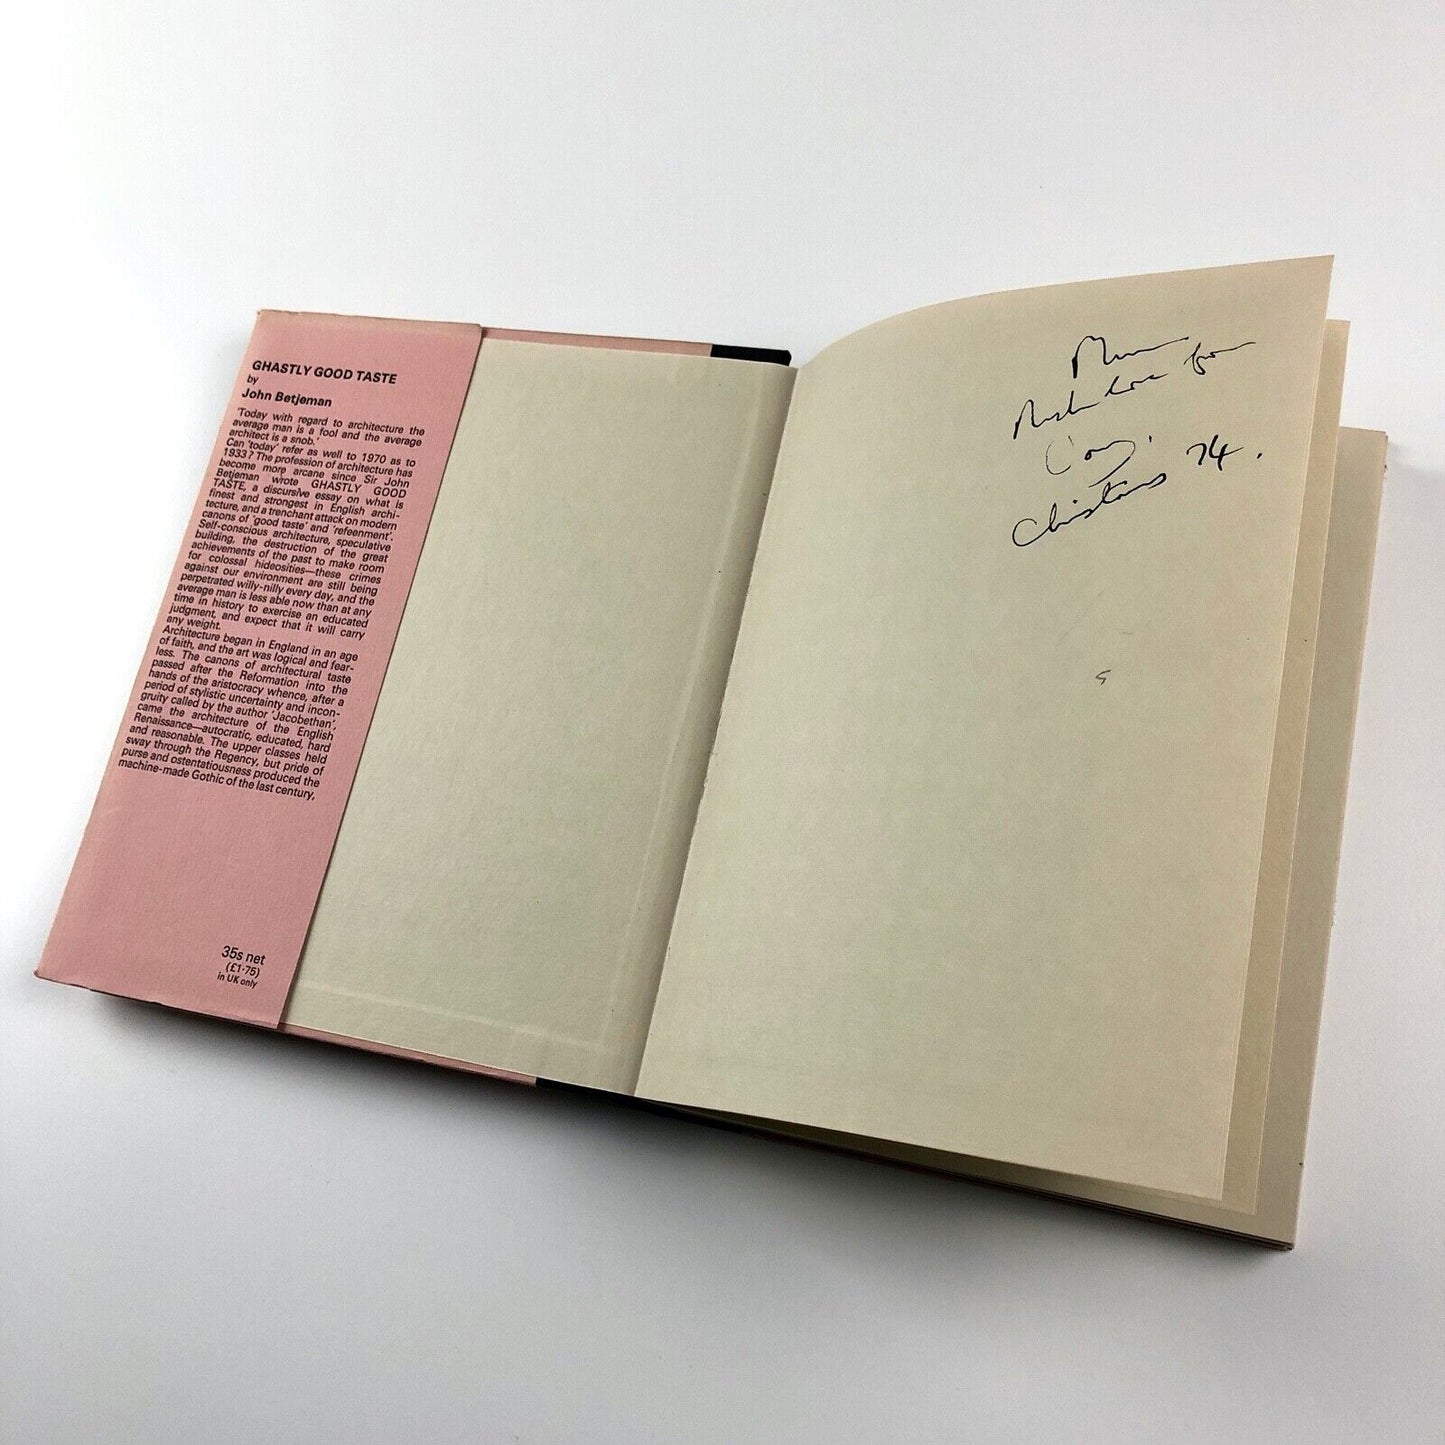 GHASTLY GOOD TASTE
by
John Betjeman
'Today with regard to architecture the
average man is a fool and the average
architect is a snob.'
Can 'today' refer as well to 1970 as to
1933? The profession of architecture has
become more arcane since Sir John
Betjeman wrote GHASTLY GOOD
TASTE, a discursive essay on what is
finest and strongest in English archi-
tecture, and a trenchant attack on modern
canons of 'good taste' and 'refeenment'.
Self-conscious architecture, speculative
building, the destruction of the great
achievements of the past to make room
for colossal hideosities—these crimes
against our environment are still being
perpetrated willy-nilly every day, and the
average man is less able now than at any
time in history to exercise an educated
judgment, and expect that it will carry
any weight.
Architecture began in England in an age
of faith, and the art was logical and fear-
less. The canons of architectural taste
passed after the Reformation into the
hands of the aristocracy whence, after a
period of stylistic uncertainty and incon-
gruity called by the author 'Jacobethan',
came the architecture of the English
Renaissance—autocratic, educated, hard
and reasonable. The upper classes held
sway through the Regency, but pride of
purse and ostentatiousness produced the
machine-made Gothic of the last century,
35s net
(£1·75)
in UK only
Much love from
Christmas 74.